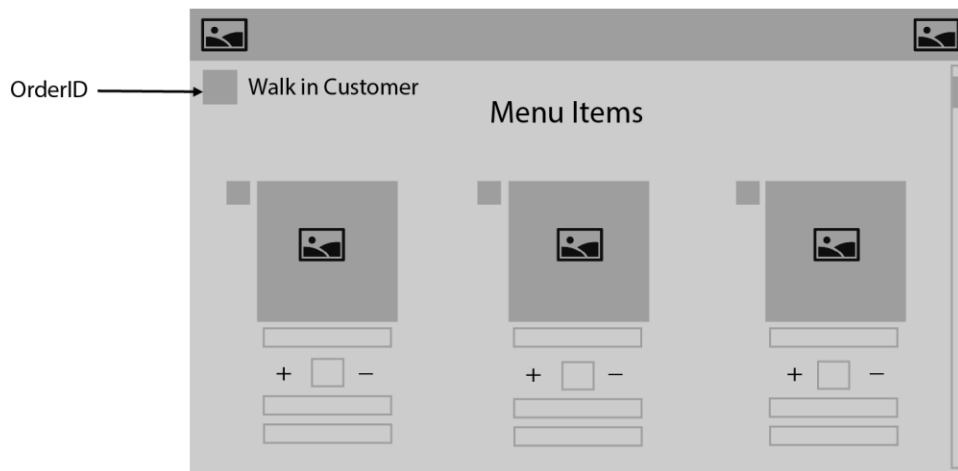 OrderID
Walk in Customer
Menu Items
+ −
+ −
+ −